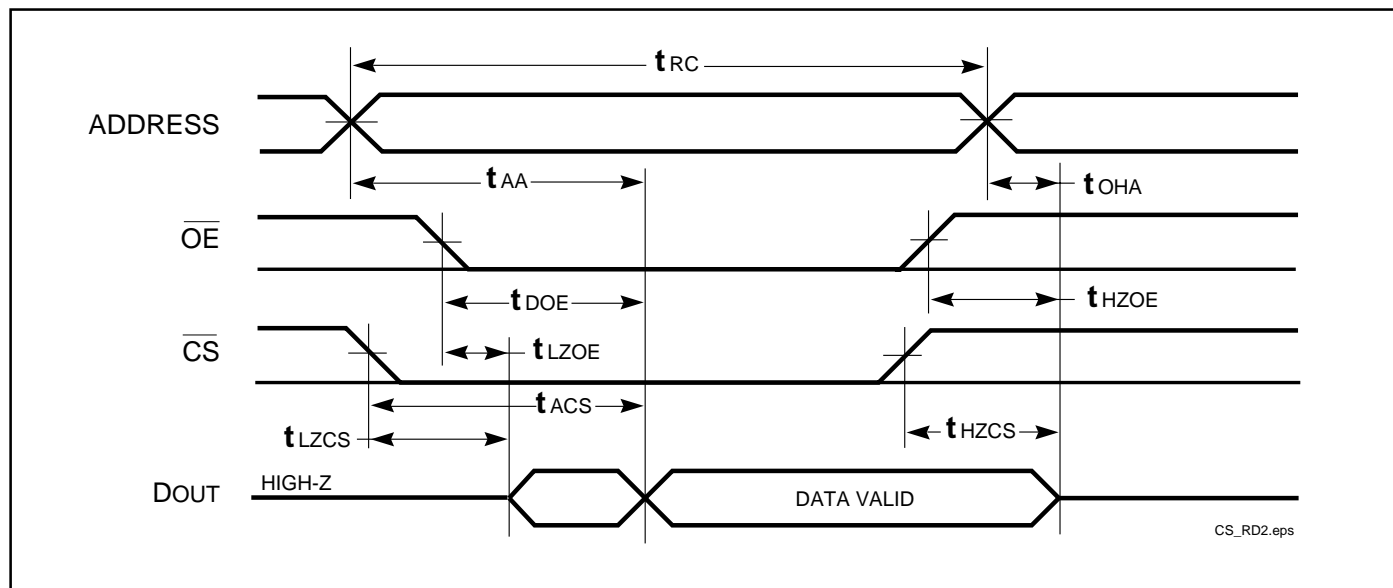 tRC
ADDRESS
tAA
tOHA
OE
tDOE
tHZOE
CS
tLZOE
tACS
tLZCS
tHZCS
DOUT
HIGH-Z
DATA VALID
CS_RD2.eps